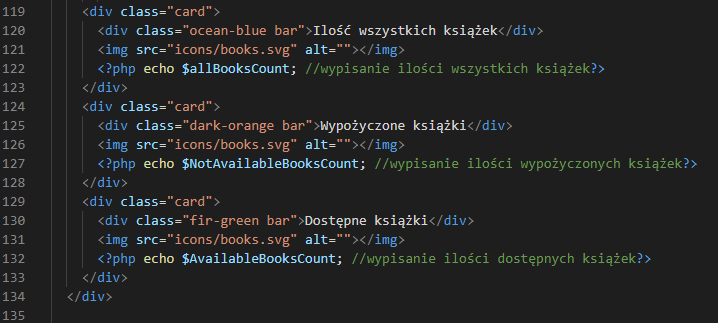 119 <div class="card">
120 <div class="ocean-blue bar">Ilość wszystkich książek</div>
121 <img src="icons/books.svg" alt=""></img>
122 <?php echo $allBooksCount; //wypisanie ilości wszystkich książek?>
123 </div>
124 <div class="card">
125 <div class="dark-orange bar">Wypożyczone książki</div>
126 <img src="icons/books.svg" alt=""></img>
127 <?php echo $NotAvailableBooksCount; //wypisanie ilości wypożyczonych książek?>
128 </div>
129 <div class="card">
130 <div class="fir-green bar">Dostępne książki</div>
131 <img src="icons/books.svg" alt=""></img>
132 <?php echo $AvailableBooksCount; //wypisanie ilości dostępnych książek?>
133 </div>
134 </div>
135